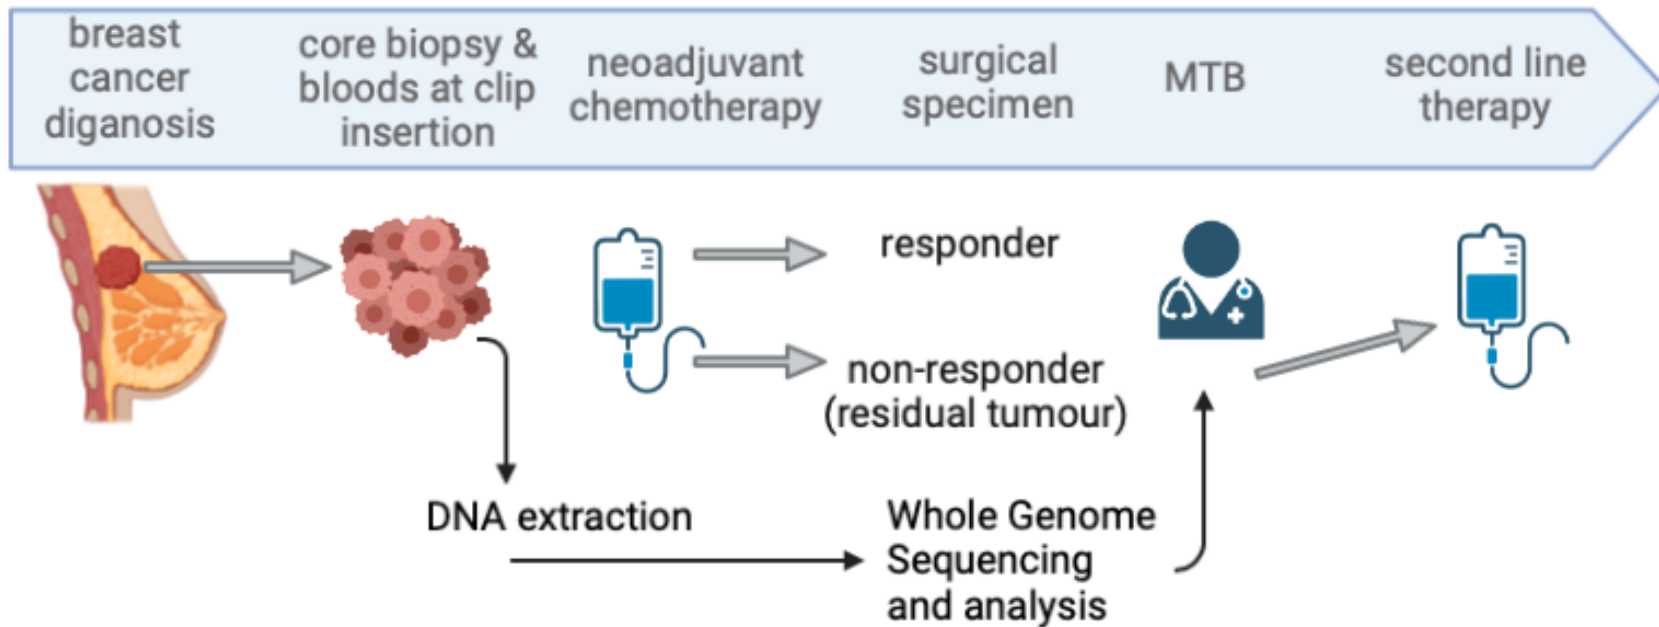 breast
cancer
diganosis
core biopsy &
bloods at clip
insertion
neoadjuvant
chemotherapy
surgical
specimen
MTB
second line
therapy
responder
non-responder
(residual tumour)
DNA extraction
Whole Genome
Sequencing
and analysis